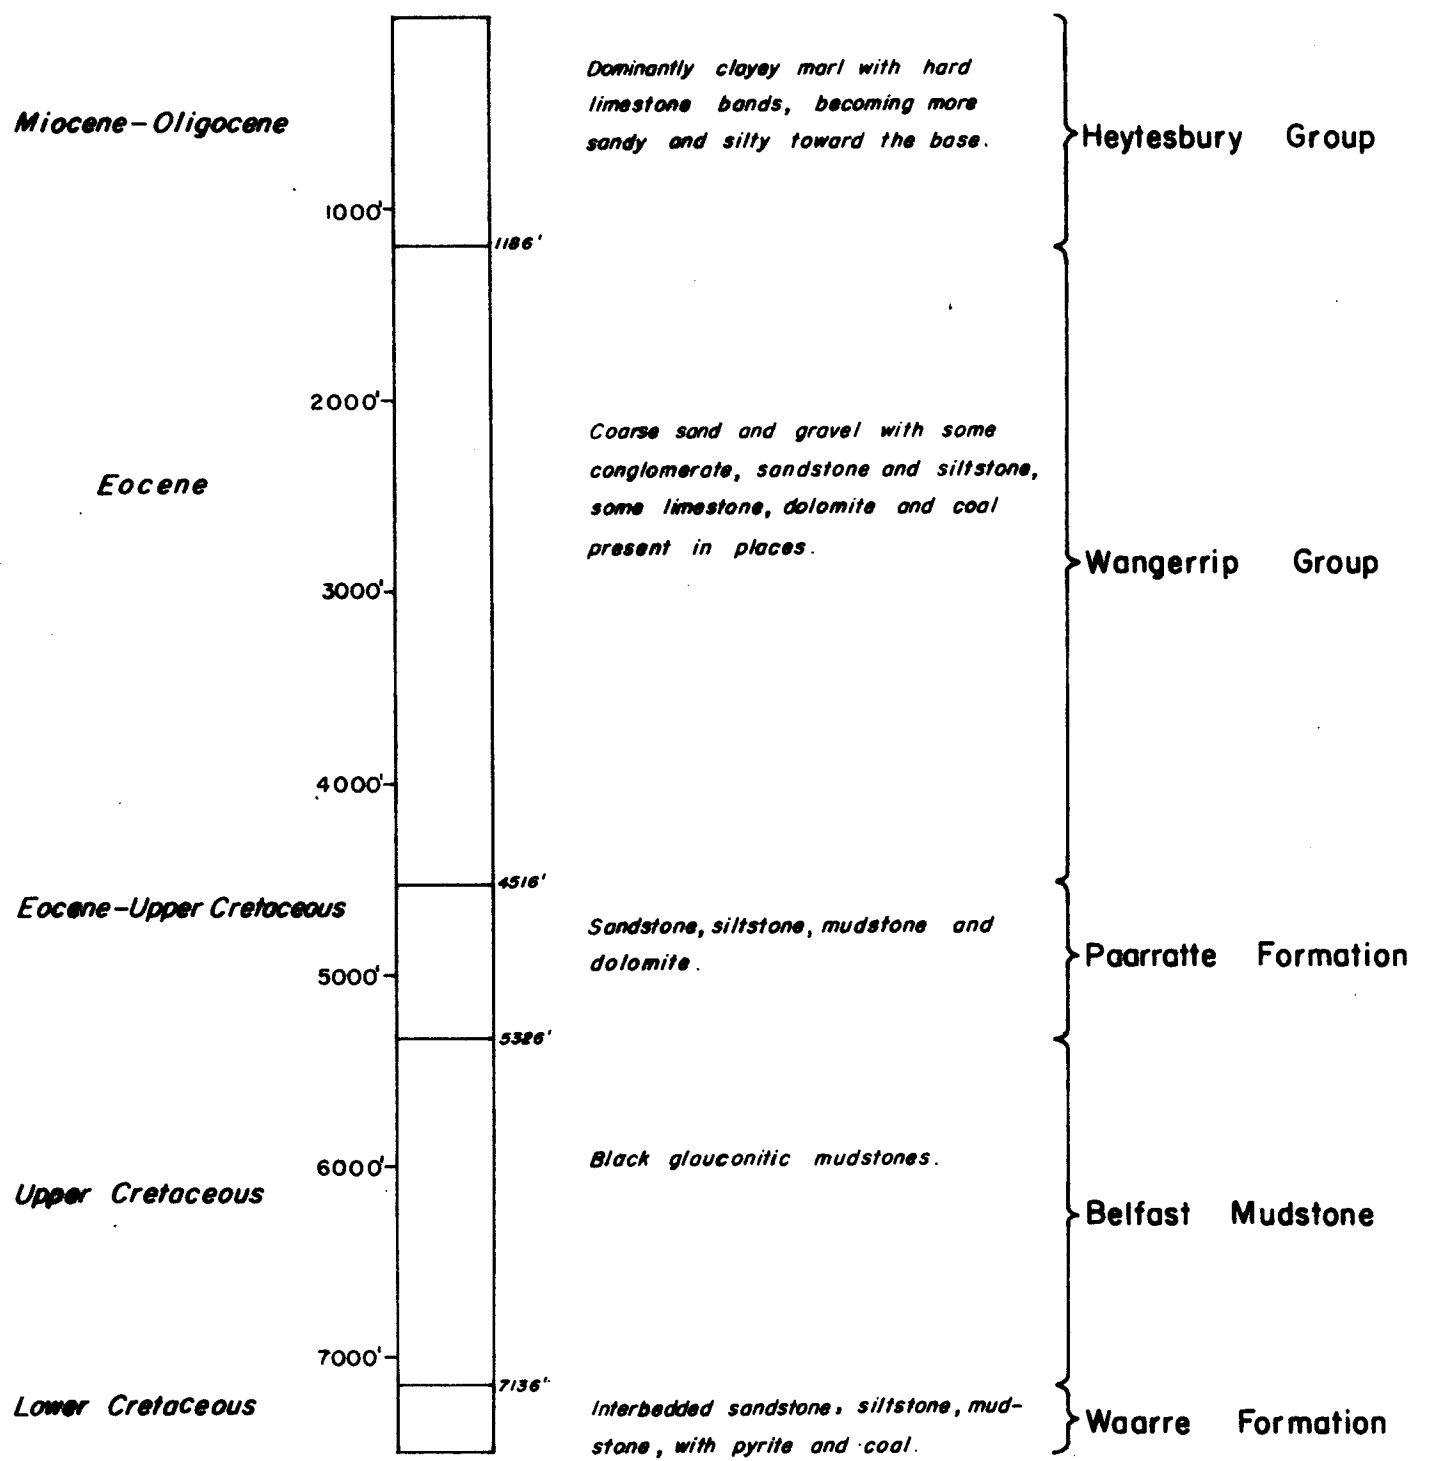 Dominantly clayey marl with hard
limestone bands, becoming more
sandy and silty toward the base.
Miocene-Oligocene
Heytesbury Group
1000'
1186'
2000'
Coarse sand and gravel with some
conglomerate, sandstone and siltstone,
some limestone, dolomite and coal
present in places.
Eocene
Wangerrip Group
3000'
4000'
4516'
Eocene-Upper Cretaceous
Sandstone, siltstone, mudstone and
dolomite.
Paarratte Formation
5000'
5326'
Black glauconitic mudstones.
6000'
Upper Cretaceous
Belfast Mudstone
7000'
7136'
Lower Cretaceous
Interbedded sandstone, siltstone, mud-
stone, with pyrite and coal.
Waarre Formation